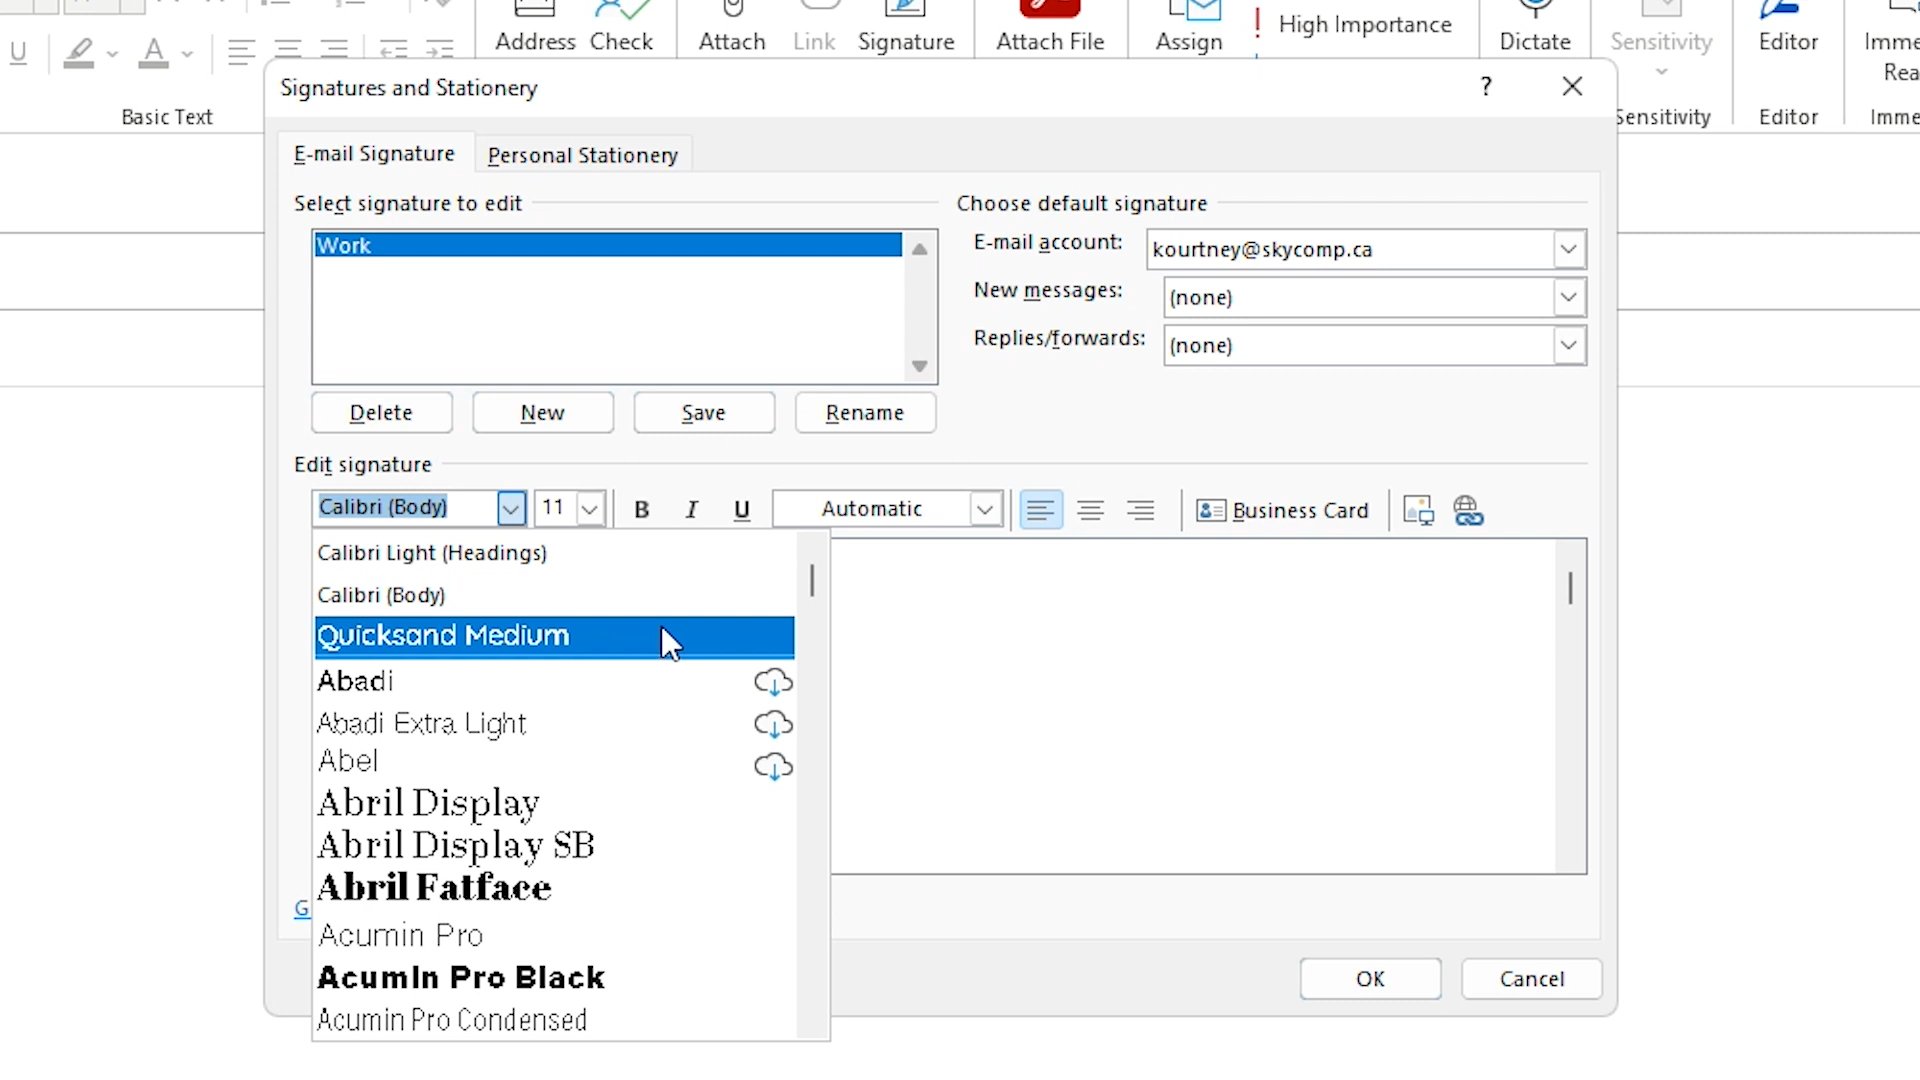 Address Check Attach Link Signature Attach File Assign ! High Importance Dictate Sensitivity Editor
U A
Basic Text Sensitivity Editor
Signatures and Stationery ?
E-mail Signature Personal Stationery
Select signature to edit
Work
Delete New Save Rename
Choose default signature
E-mail account: kourtney@skycomp.ca
New messages: (none)
Replies/forwards: (none)
Edit signature
Calibri (Body) 11 B I U Automatic Business Card
Calibri Light (Headings)
Calibri (Body)
Quicksand Medium
Abadi
Abadi Extra Light
Abel
Abril Display
Abril Display SB
Abril Fatface
Acumin Pro
Acumin Pro Black
Acumin Pro Condensed
G
OK Cancel